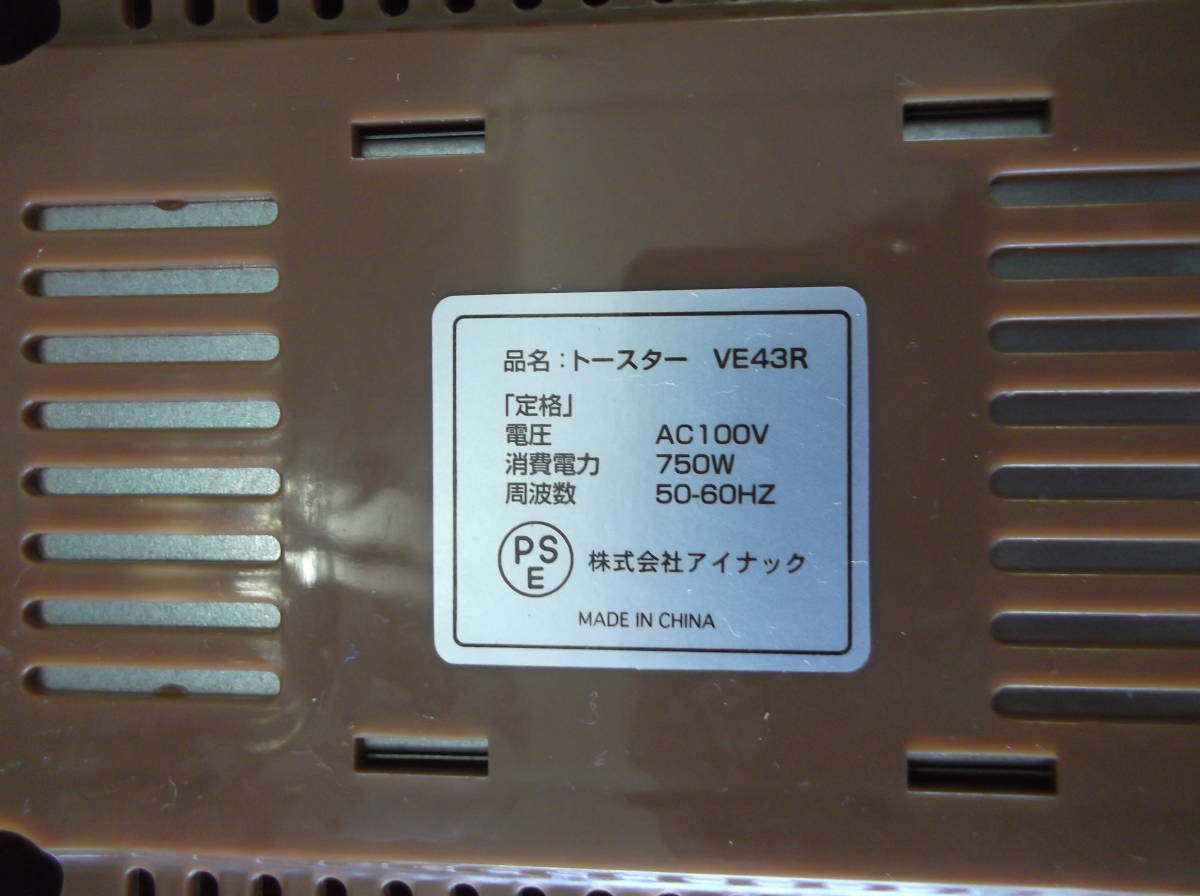 品名：トースター VE43R
「定格」
電圧 AC100V
消費電力 750W
周波数 50-60HZ
PSE 株式会社アイナック
MADE IN CHINA